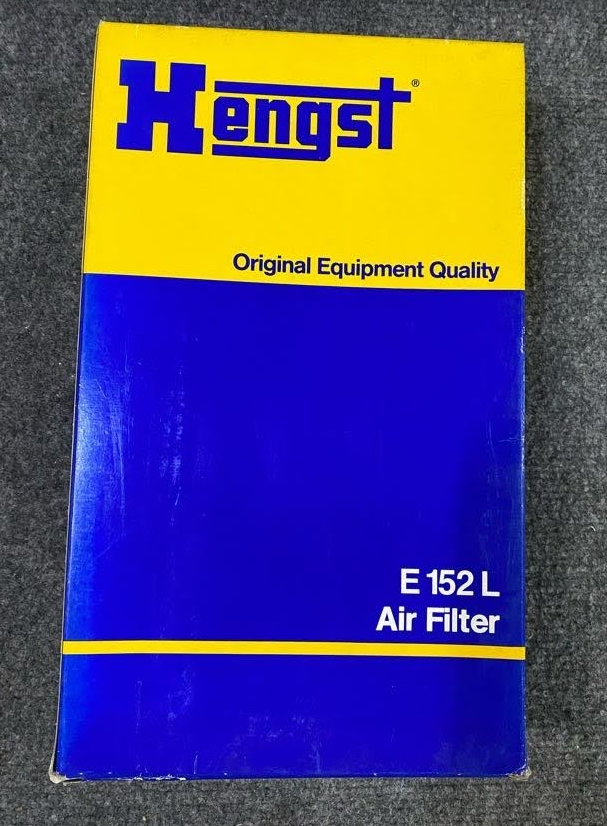 Hengst®
Original Equipment Quality
E 152 L
Air Filter